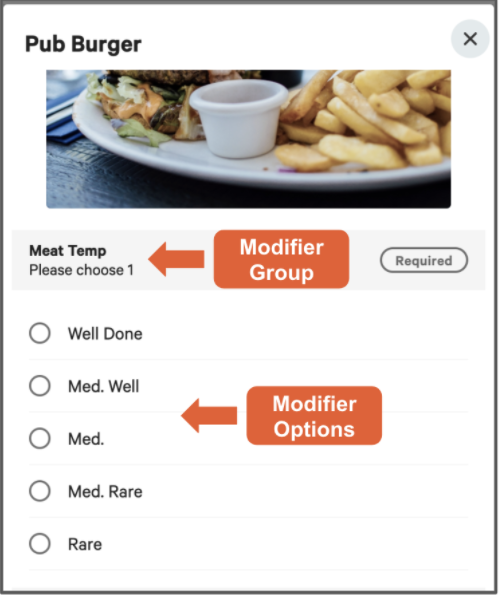 Pub Burger
Meat Temp
Please choose 1
Modifier
Group
Required
Well Done
Med. Well
Modifier
Options
Med.
Med. Rare
Rare